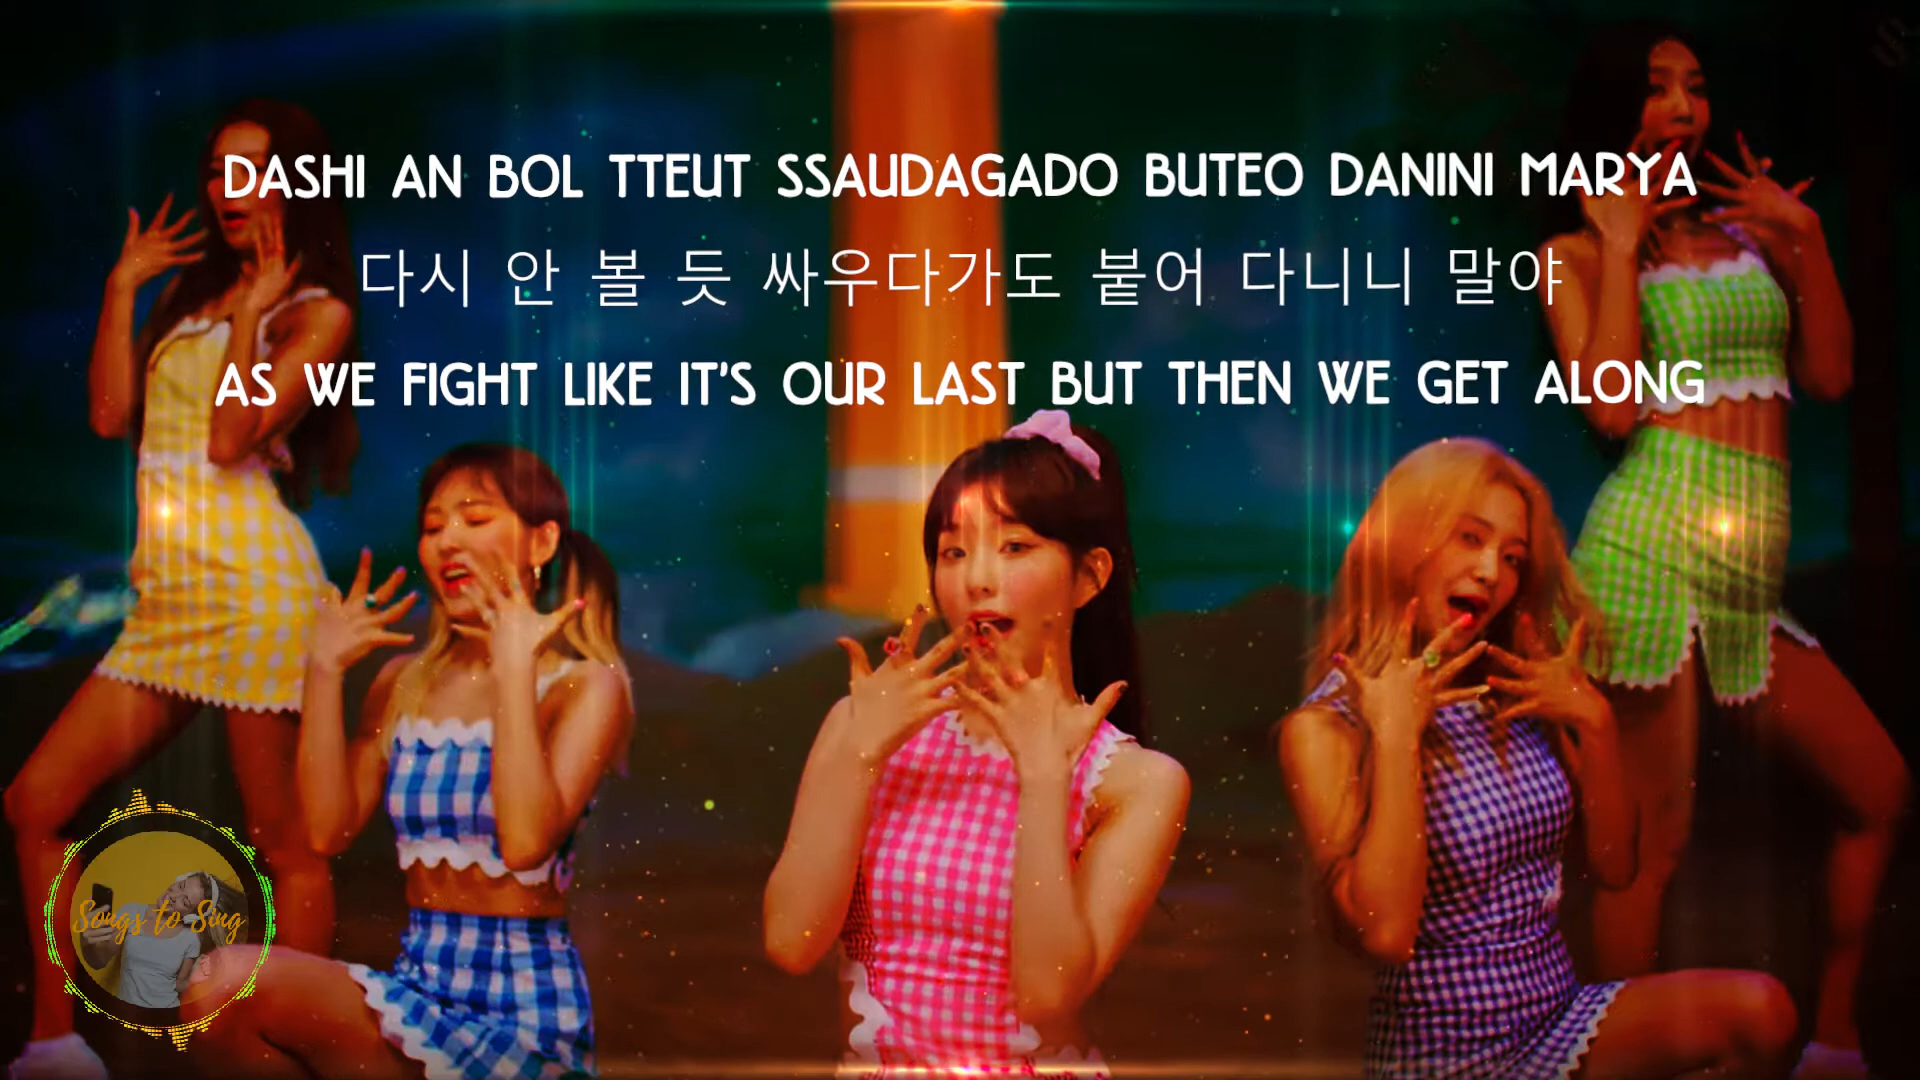 DASHI AN BOL TTEUT SSAUDAGADO BUTEO DANINI MARYA
다시 안 볼 듯 싸우다가도 붙어 다니니 말야
AS WE FIGHT LIKE IT'S OUR LAST BUT THEN WE GET ALONG
Songs to Sing